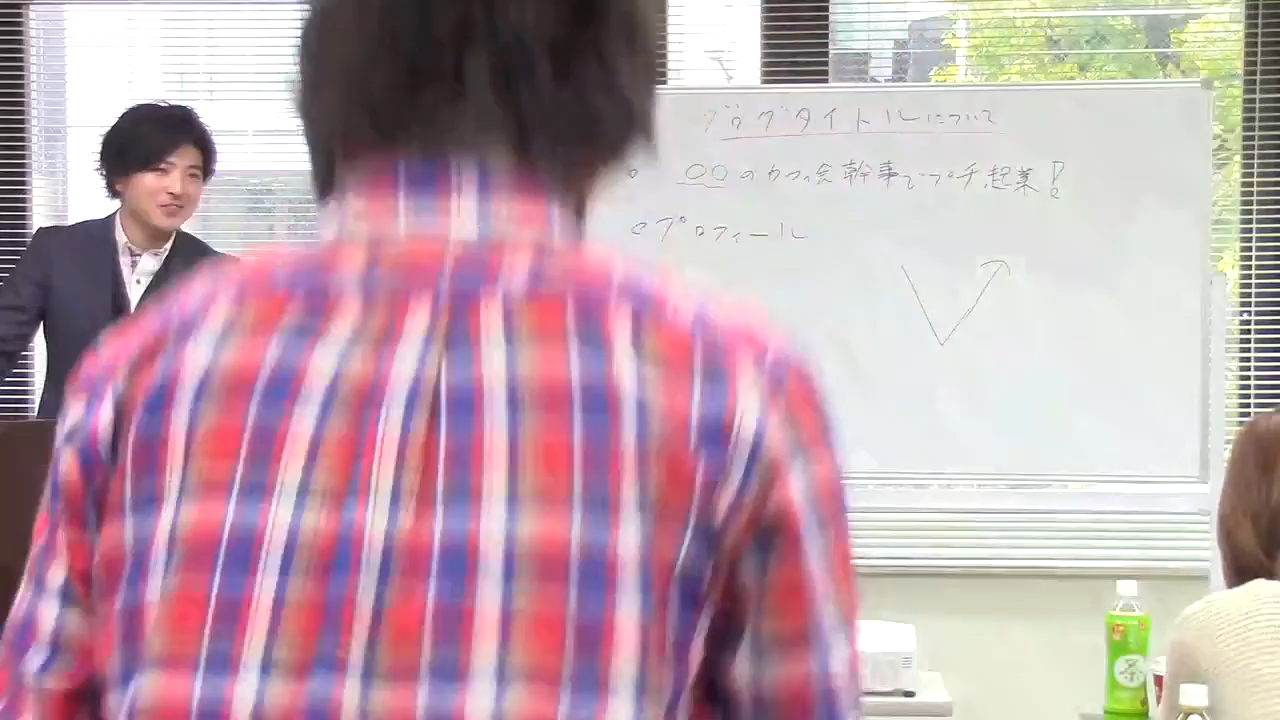 ブログタイトルについて
○○のカフェ会幹事でプチ起業!?
プロフィール
茶